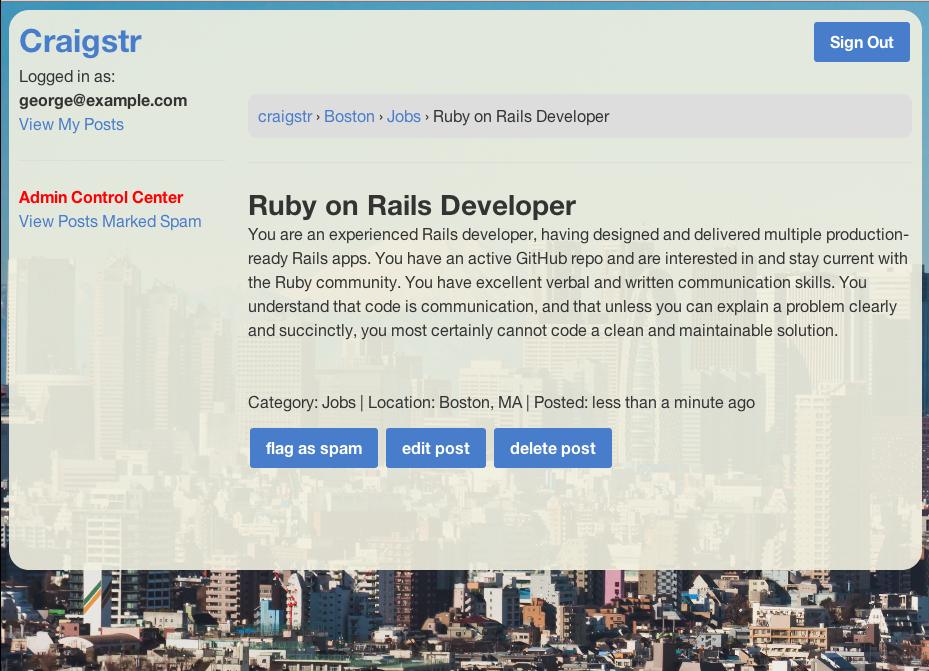 Craigstr
Sign Out
Logged in as:
george@example.com
View My Posts
craigstr › Boston › Jobs › Ruby on Rails Developer
Admin Control Center
View Posts Marked Spam
Ruby on Rails Developer
You are an experienced Rails developer, having designed and delivered multiple production-
ready Rails apps. You have an active GitHub repo and are interested in and stay current with
the Ruby community. You have excellent verbal and written communication skills. You
understand that code is communication, and that unless you can explain a problem clearly
and succinctly, you most certainly cannot code a clean and maintainable solution.
Category: Jobs | Location: Boston, MA | Posted: less than a minute ago
flag as spam
edit post
delete post